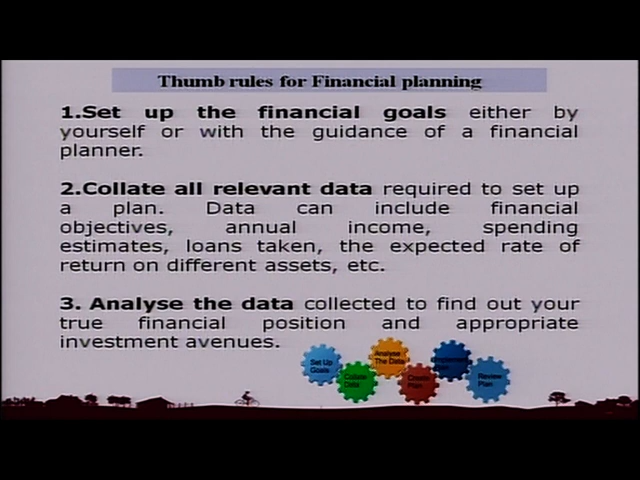 Thumb rules for Financial planning
1.Set up the financial goals either by
yourself or with the guidance of a financial
planner.
2.Collate all relevant data required to set up
a plan. Data can include financial
objectives, annual income, spending
estimates, loans taken, the expected rate of
return on different assets, etc.
3. Analyse the data collected to find out your
true financial position and appropriate
investment avenues.
Set Up
Goals
Collate
Data
Analyse
The Data
Create
Plan
Review
Plan